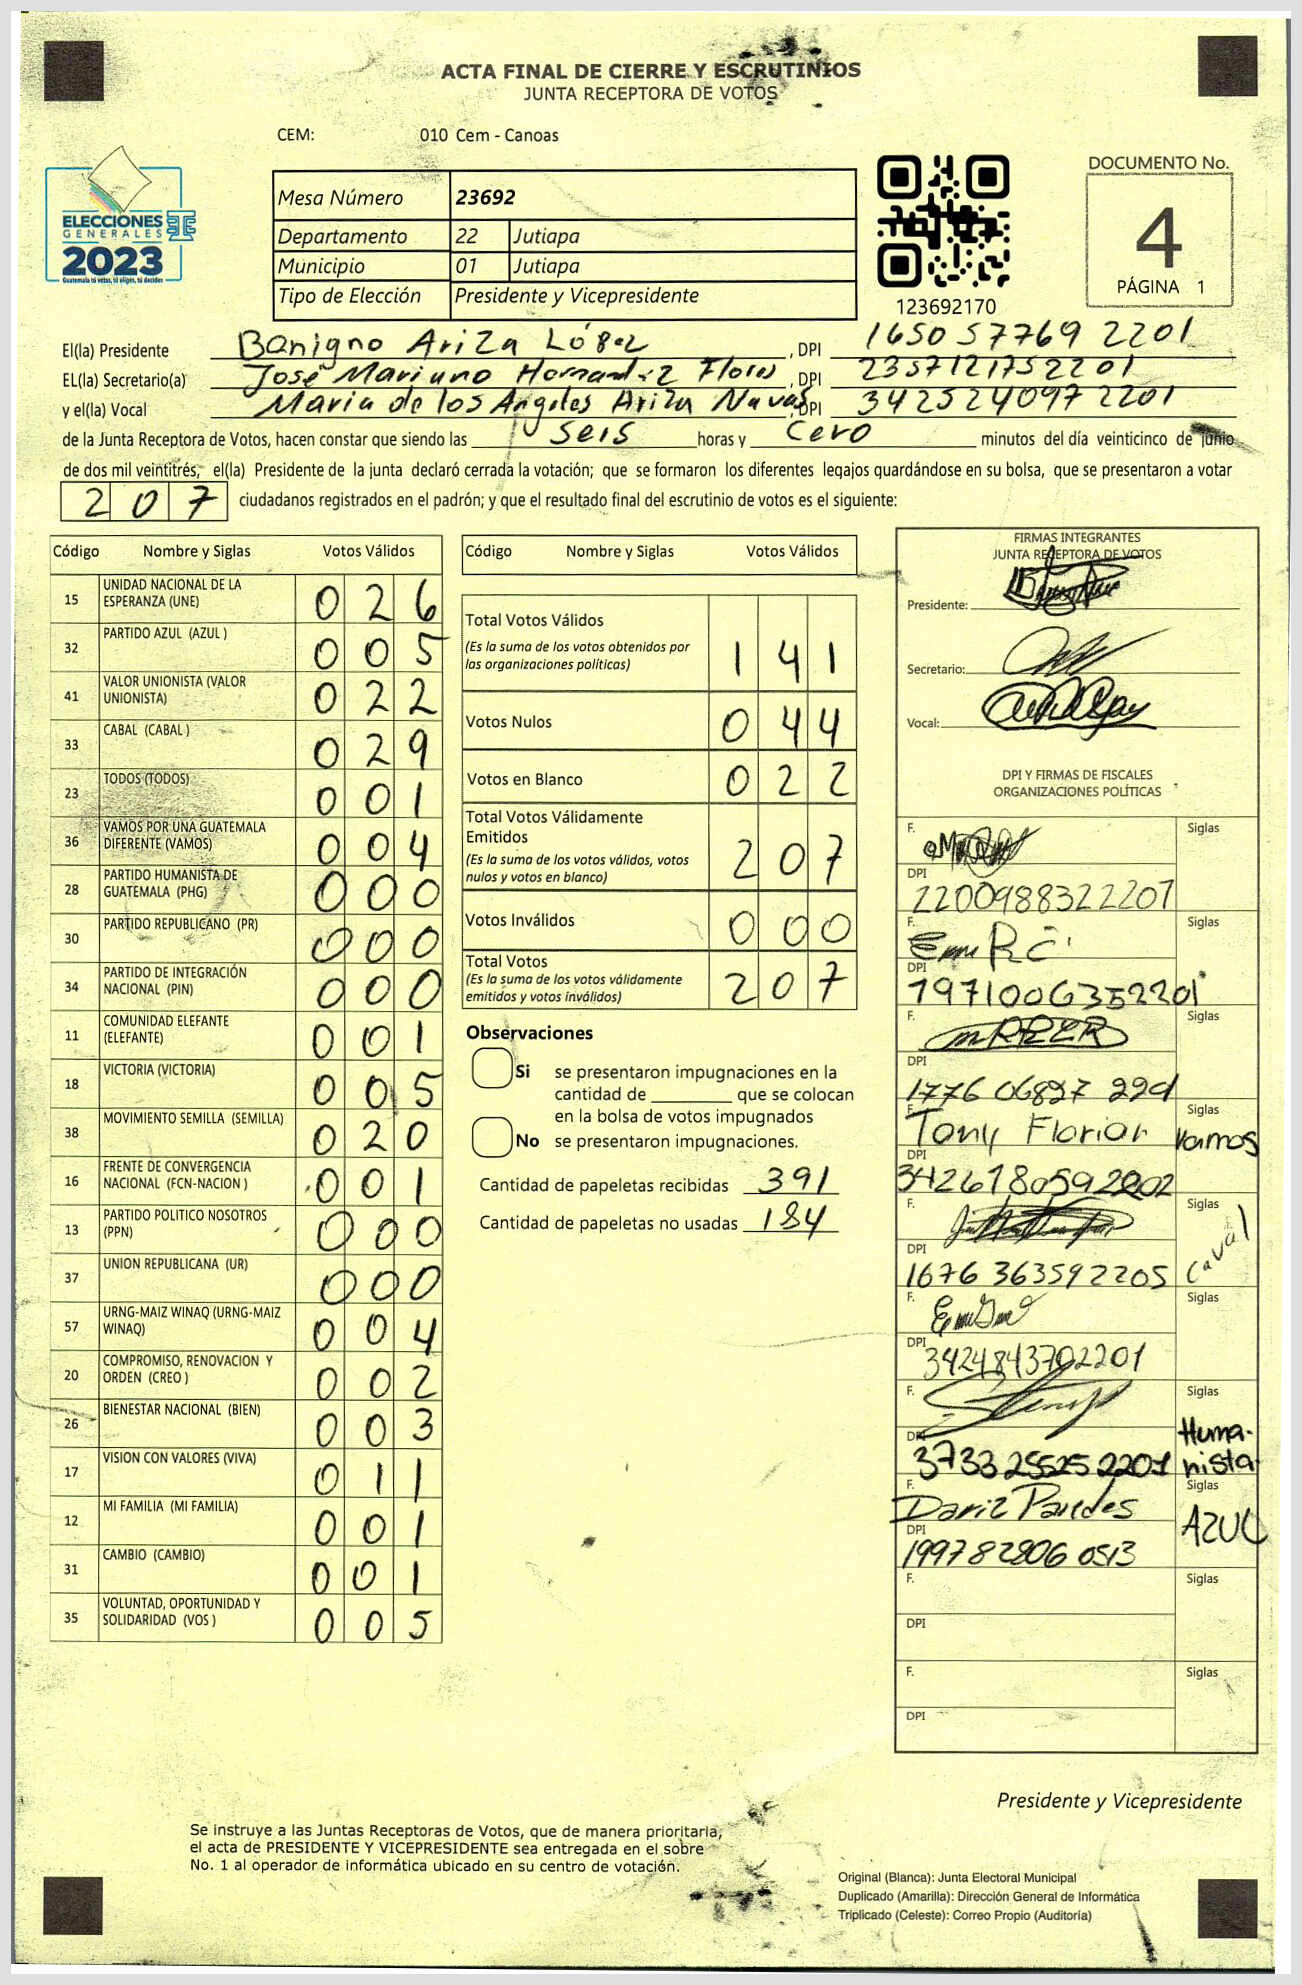 ACTA FINAL DE CIERRE Y ESCRUTINIOS
JUNTA RECEPTORA DE VOTOS
CEM: 010 Cem - Canoas
ELECCIONES
GENERALES
2023
Guatemala tú votas, tú eliges, tú decides
Mesa Número 23692
Departamento 22 Jutiapa
Municipio 01 Jutiapa
Tipo de Elección Presidente y Vicepresidente
123692170
DOCUMENTO No.
4
PÁGINA 1
El(la) Presidente Benigno Ariza López , DPI 1650 57769 2201
EL(la) Secretario(a) José Mariano Hernandez Flores , DPI 2357121752201
y el(la) Vocal Maria de los Angeles Ariza Navas , DPI 3425240972201
de la Junta Receptora de Votos, hacen constar que siendo las seis horas y cero minutos del día veinticinco de junio
de dos mil veintitrés, el(la) Presidente de la junta declaró cerrada la votación; que se formaron los diferentes legajos quardándose en su bolsa, que se presentaron a votar
207 ciudadanos registrados en el padrón; y que el resultado final del escrutinio de votos es el siguiente:
Código Nombre y Siglas Votos Válidos
15 UNIDAD NACIONAL DE LA ESPERANZA (UNE) 026
32 PARTIDO AZUL (AZUL ) 005
41 VALOR UNIONISTA (VALOR UNIONISTA) 022
33 CABAL (CABAL ) 029
23 TODOS (TODOS) 001
36 VAMOS POR UNA GUATEMALA DIFERENTE (VAMOS) 004
28 PARTIDO HUMANISTA DE GUATEMALA (PHG) 000
30 PARTIDO REPUBLICANO (PR) 000
34 PARTIDO DE INTEGRACIÓN NACIONAL (PIN) 000
11 COMUNIDAD ELEFANTE (ELEFANTE) 001
18 VICTORIA (VICTORIA) 005
38 MOVIMIENTO SEMILLA (SEMILLA) 020
16 FRENTE DE CONVERGENCIA NACIONAL (FCN-NACION ) 001
13 PARTIDO POLITICO NOSOTROS (PPN) 000
37 UNION REPUBLICANA (UR) 000
57 URNG-MAIZ WINAQ (URNG-MAIZ WINAQ) 004
20 COMPROMISO, RENOVACION Y ORDEN (CREO ) 002
26 BIENESTAR NACIONAL (BIEN) 003
17 VISION CON VALORES (VIVA) 011
12 MI FAMILIA (MI FAMILIA) 001
31 CAMBIO (CAMBIO) 001
35 VOLUNTAD, OPORTUNIDAD Y SOLIDARIDAD (VOS ) 005
Código Nombre y Siglas Votos Válidos
Total Votos Válidos
(Es la suma de los votos obtenidos por
las organizaciones políticas) 141
Votos Nulos 044
Votos en Blanco 022
Total Votos Válidamente
Emitidos
(Es la suma de los votos válidos, votos
nulos y votos en blanco) 207
Votos Inválidos 000
Total Votos
(Es la suma de los votos válidamente
emitidos y votos inválidos) 207
Observaciones
Si se presentaron impugnaciones en la
cantidad de ________ que se colocan
en la bolsa de votos impugnados
No se presentaron impugnaciones.
Cantidad de papeletas recibidas 391
Cantidad de papeletas no usadas 184
FIRMAS INTEGRANTES
JUNTA RECEPTORA DE VOTOS
Presidente:
Secretario:
Vocal:
DPI Y FIRMAS DE FISCALES
ORGANIZACIONES POLÍTICAS
F. Siglas
DPI
2200988322207
F. Siglas
DPI
1971006352201
F. Siglas
DPI
F. Tony Florian Siglas Vamos
DPI
F. Siglas Caval
DPI
1676 363592205
F. Siglas
DPI
3424843702201
F. Siglas Humanista
DPI
3733 25525 2201
F. Paredes Siglas AZUL
DPI
199782806 0513
F. Siglas
DPI
F. Siglas
DPI
Presidente y Vicepresidente
Se instruye a las Juntas Receptoras de Votos, que de manera prioritaria,
el acta de PRESIDENTE Y VICEPRESIDENTE sea entregada en el sobre
No. 1 al operador de informática ubicado en su centro de votación.
Original (Blanca): Junta Electoral Municipal
Duplicado (Amarilla): Dirección General de Informática
Triplicado (Celeste): Correo Propio (Auditoría)